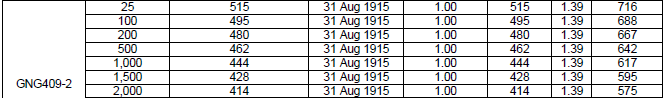 25 515 31 Aug 1915 1.00 515 1.39 716
100 495 31 Aug 1915 1.00 495 1.39 688
200 480 31 Aug 1915 1.00 480 1.39 667
500 462 31 Aug 1915 1.00 462 1.39 642
1,000 444 31 Aug 1915 1.00 444 1.39 617
GNG409-2 1,500 428 31 Aug 1915 1.00 428 1.39 595
2,000 414 31 Aug 1915 1.00 414 1.39 575